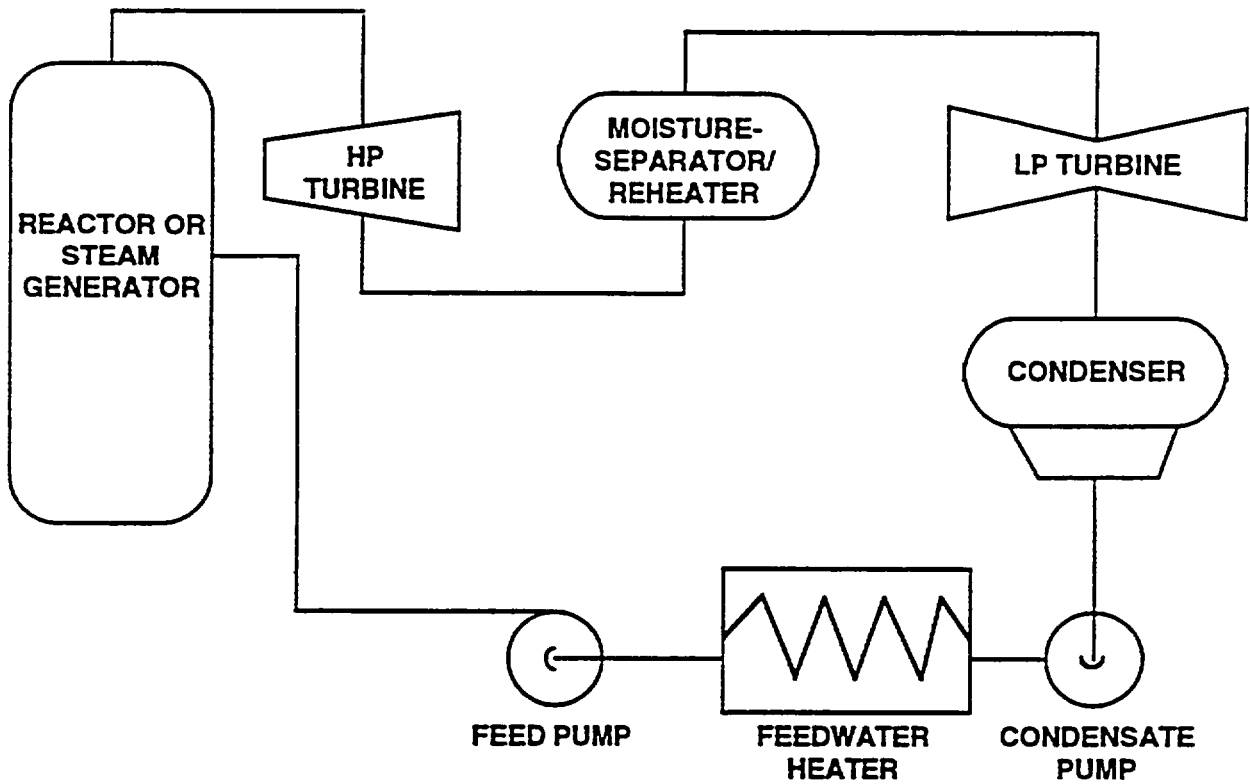 REACTOR OR
STEAM
GENERATOR
HP
TURBINE
MOISTURE-
SEPARATOR/
REHEATER
LP TURBINE
CONDENSER
FEED PUMP
FEEDWATER
HEATER
CONDENSATE
PUMP